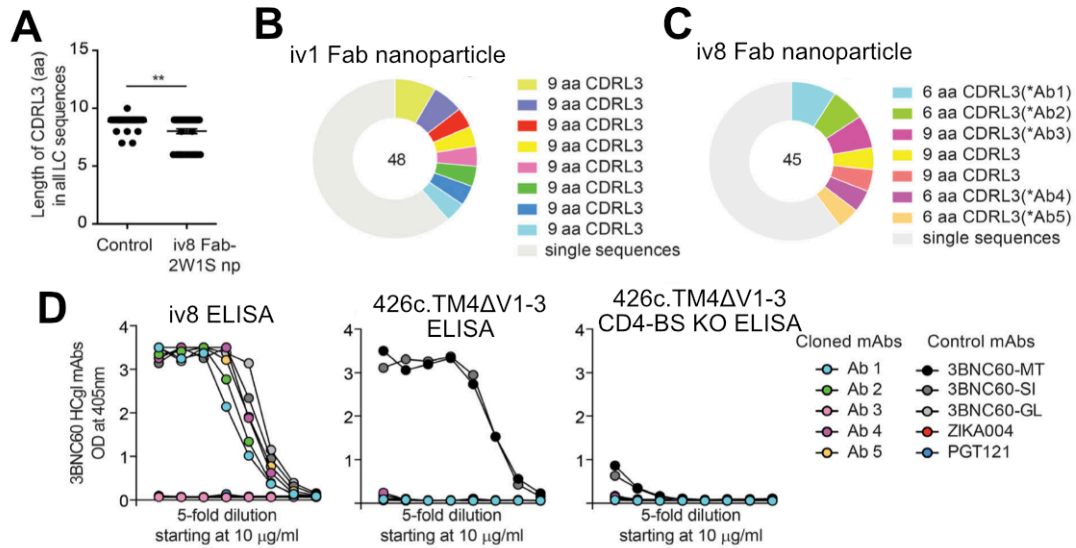 A
Length of CDRL3 (aa)
in all LC sequences
15
10
5
0
**
Control
iv8 Fab-
2W1S np
B
iv1 Fab nanoparticle
48
9 aa CDRL3
9 aa CDRL3
9 aa CDRL3
9 aa CDRL3
9 aa CDRL3
9 aa CDRL3
9 aa CDRL3
9 aa CDRL3
single sequences
C
iv8 Fab nanoparticle
45
6 aa CDRL3(*Ab1)
6 aa CDRL3(*Ab2)
9 aa CDRL3(*Ab3)
9 aa CDRL3
9 aa CDRL3
6 aa CDRL3(*Ab4)
6 aa CDRL3(*Ab5)
single sequences
D
3BNC60 HCgl mAbs
OD at 405nm
iv8 ELISA
4
3
2
1
0
5-fold dilution
starting at 10 µg/ml
426c.TM4ΔV1-3
ELISA
4
3
2
1
5-fold dilution
starting at 10 µg/ml
426c.TM4ΔV1-3
CD4-BS KO ELISA
4
3
2
1
5-fold dilution
starting at 10 µg/ml
Cloned mAbs
Ab 1
Ab 2
Ab 3
Ab 4
Ab 5
Control mAbs
3BNC60-MT
3BNC60-SI
3BNC60-GL
ZIKA004
PGT121